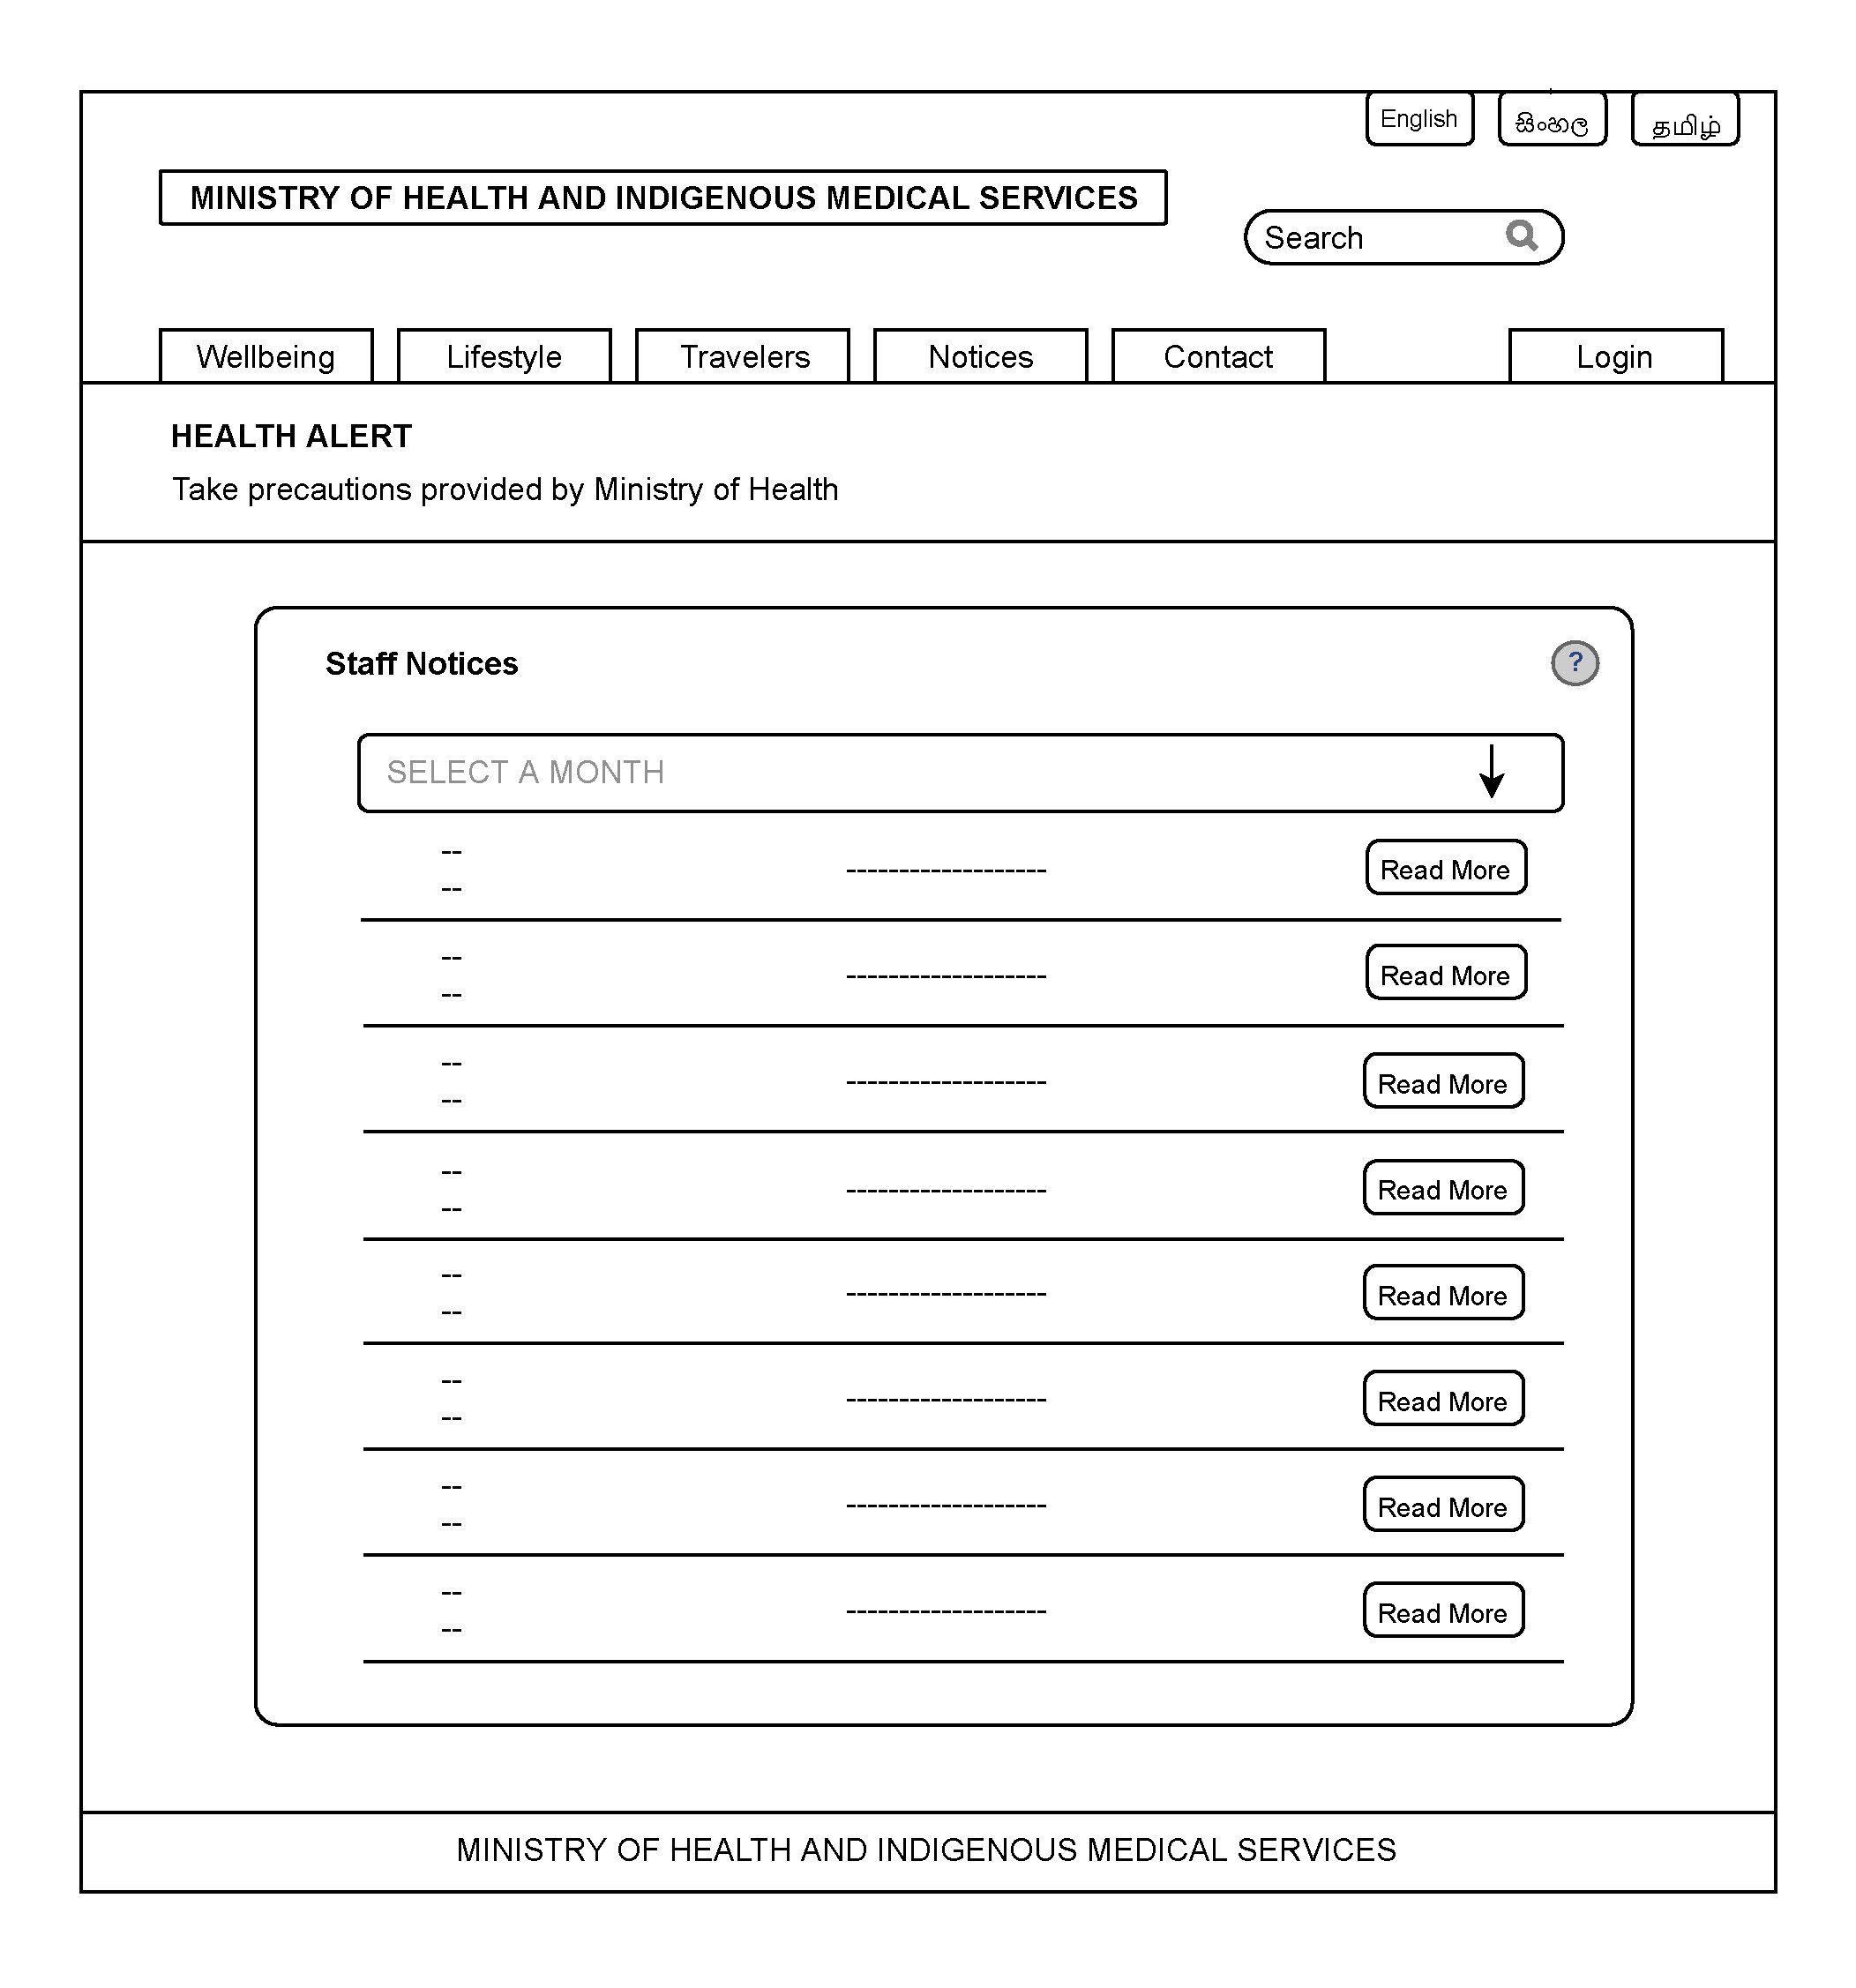 English
සිංහල
தமிழ்
MINISTRY OF HEALTH AND INDIGENOUS MEDICAL SERVICES
Search
Wellbeing
Lifestyle
Travelers
Notices
Contact
Login
HEALTH ALERT
Take precautions provided by Ministry of Health
Staff Notices
?
SELECT A MONTH
--
--
-------------------
Read More
--
--
-------------------
Read More
--
--
-------------------
Read More
--
--
-------------------
Read More
--
--
-------------------
Read More
--
--
-------------------
Read More
--
--
-------------------
Read More
--
--
-------------------
Read More
MINISTRY OF HEALTH AND INDIGENOUS MEDICAL SERVICES